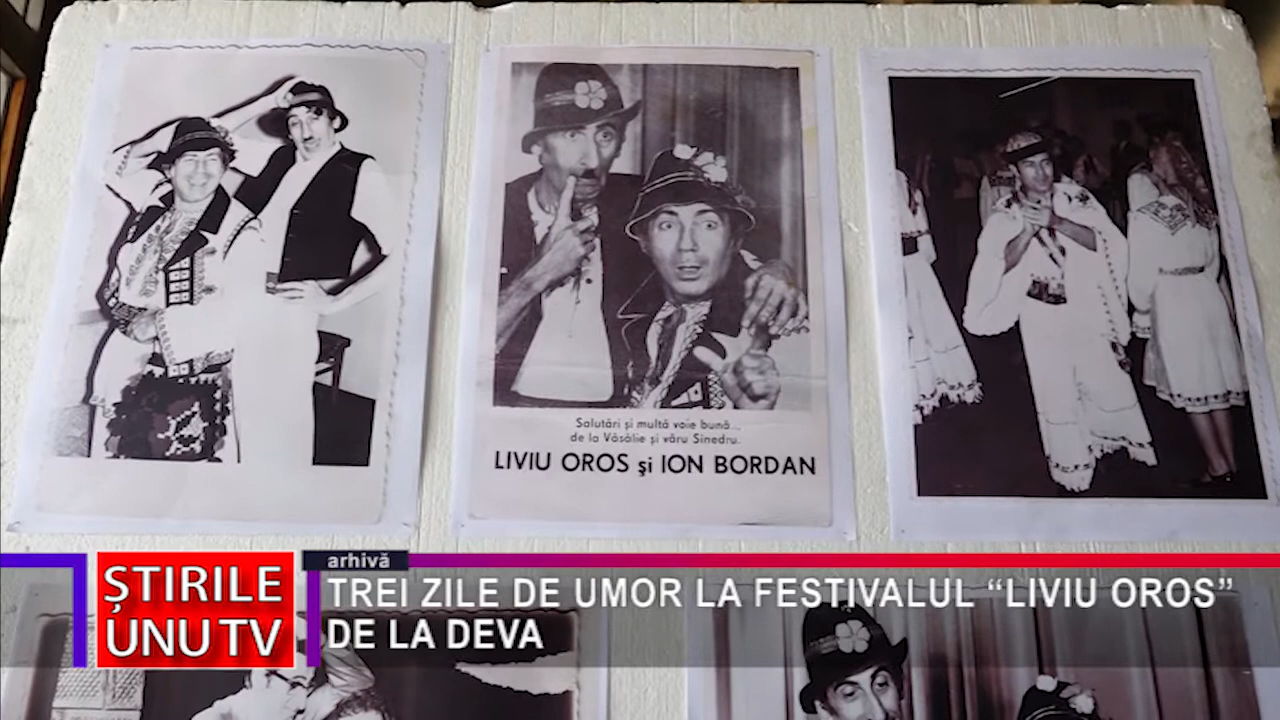 Salutări și multă voie bună...
de la Văsălie și văru Sinedru.
LIVIU OROS și ION BORDAN
arhivă
ȘTIRILE
UNU TV
TREI ZILE DE UMOR LA FESTIVALUL “LIVIU OROS”
DE LA DEVA